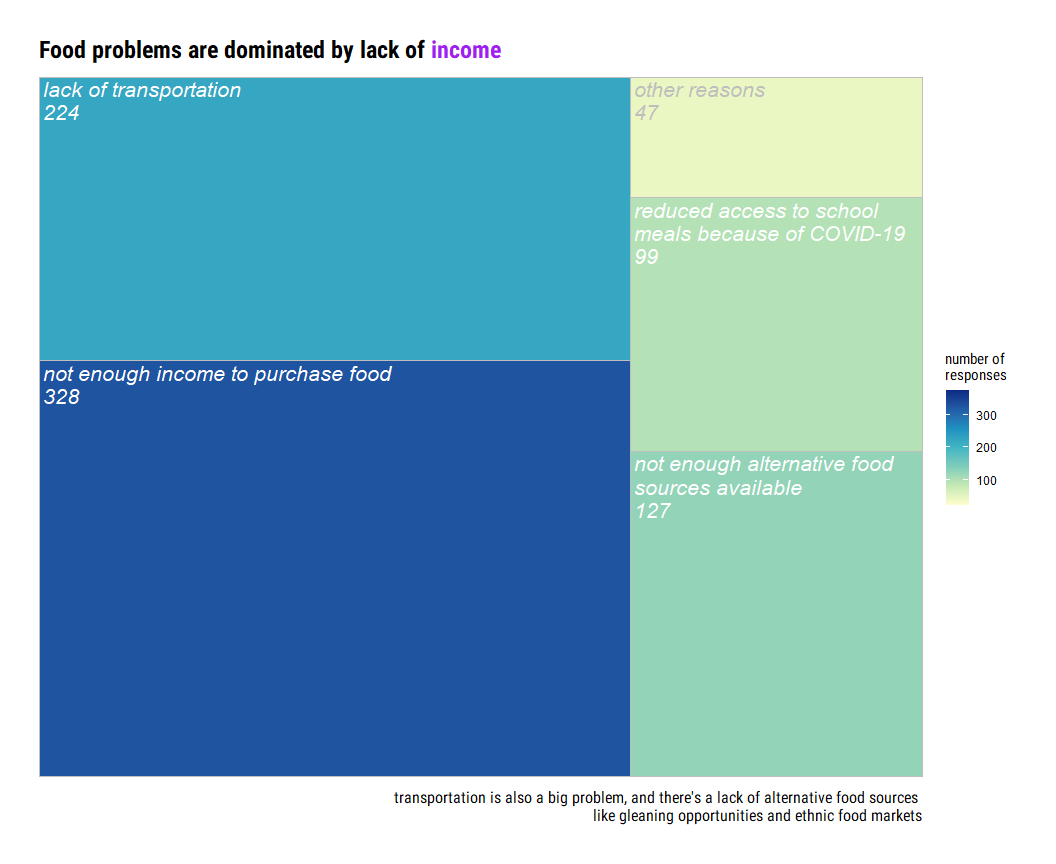 Food problems are dominated by lack of income
lack of transportation
224
other reasons
47
reduced access to school
meals because of COVID-19
99
not enough income to purchase food
328
not enough alternative food
sources available
127
number of
responses
300
200
100
transportation is also a big problem, and there's a lack of alternative food sources
like gleaning opportunities and ethnic food markets